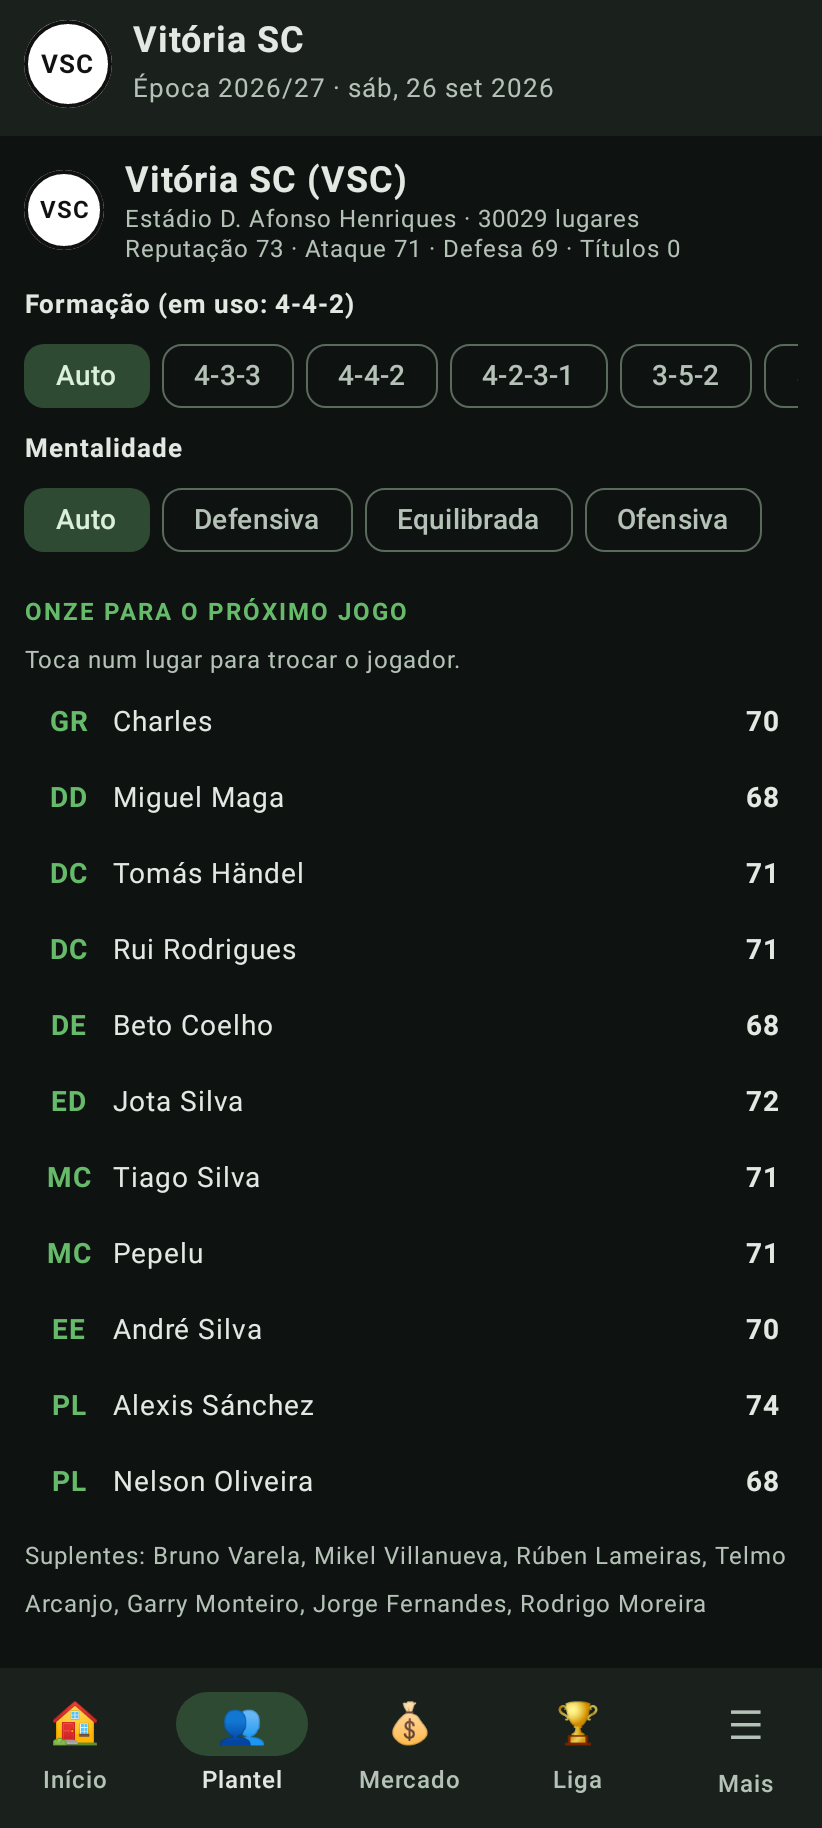 VSC
Vitória SC
Época 2026/27 · sáb, 26 set 2026
VSC
Vitória SC (VSC)
Estádio D. Afonso Henriques · 30029 lugares
Reputação 73 · Ataque 71 · Defesa 69 · Títulos 0
Formação (em uso: 4-4-2)
Auto 4-3-3 4-4-2 4-2-3-1 3-5-2
Mentalidade
Auto Defensiva Equilibrada Ofensiva
ONZE PARA O PRÓXIMO JOGO
Toca num lugar para trocar o jogador.
GR Charles 70
DD Miguel Maga 68
DC Tomás Händel 71
DC Rui Rodrigues 71
DE Beto Coelho 68
ED Jota Silva 72
MC Tiago Silva 71
MC Pepelu 71
EE André Silva 70
PL Alexis Sánchez 74
PL Nelson Oliveira 68
Suplentes: Bruno Varela, Mikel Villanueva, Rúben Lameiras, Telmo
Arcanjo, Garry Monteiro, Jorge Fernandes, Rodrigo Moreira
Início Plantel Mercado Liga Mais